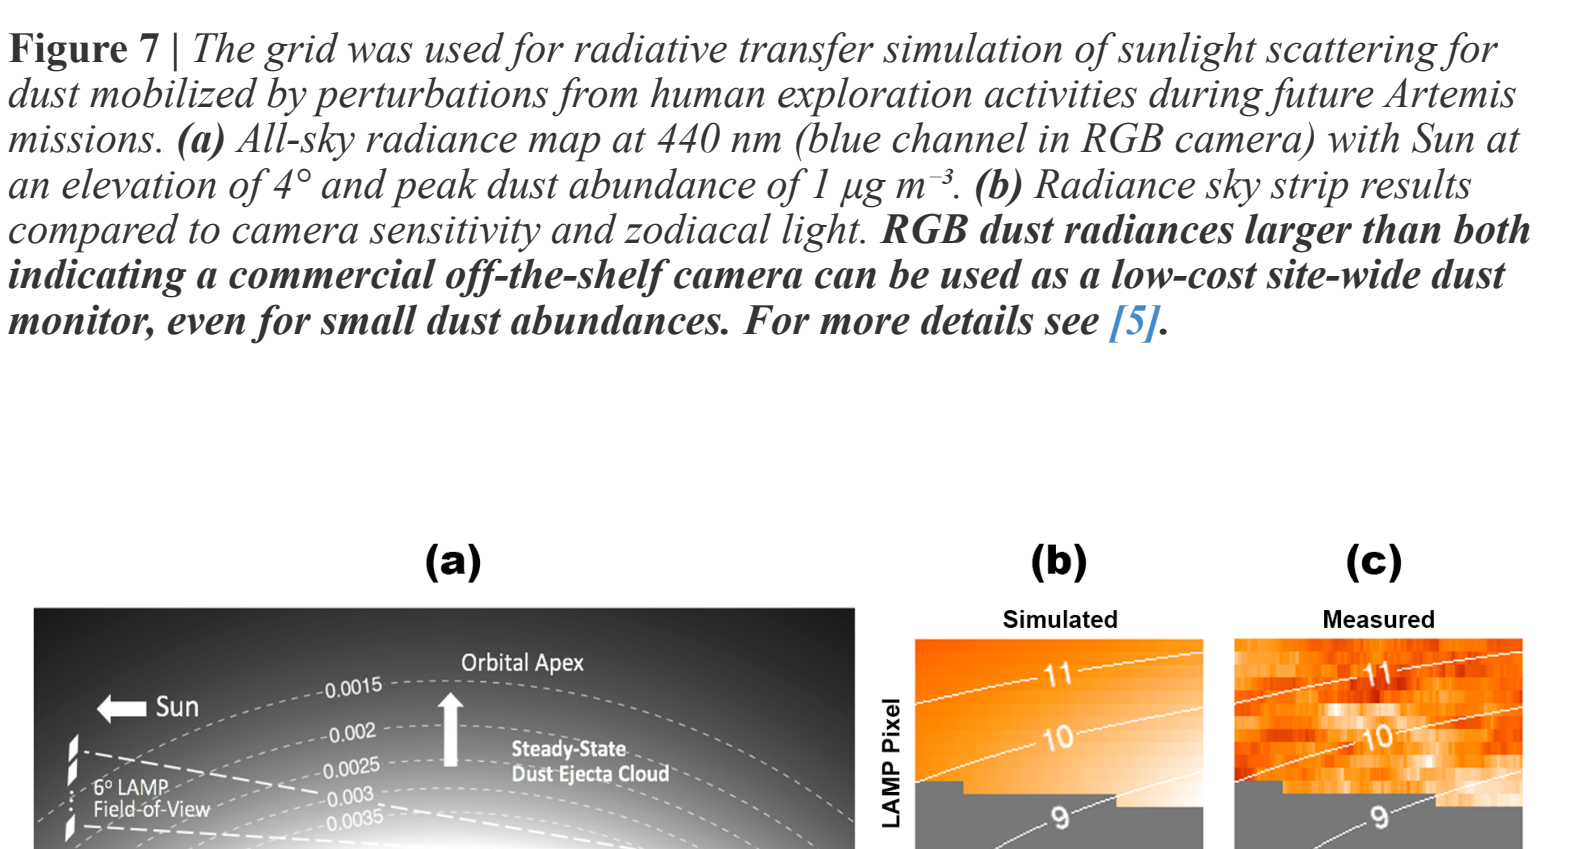 Figure 7 | The grid was used for radiative transfer simulation of sunlight scattering for
dust mobilized by perturbations from human exploration activities during future Artemis
missions. (a) All-sky radiance map at 440 nm (blue channel in RGB camera) with Sun at
an elevation of 4° and peak dust abundance of 1 μg m⁻³. (b) Radiance sky strip results
compared to camera sensitivity and zodiacal light. RGB dust radiances larger than both
indicating a commercial off-the-shelf camera can be used as a low-cost site-wide dust
monitor, even for small dust abundances. For more details see [5].
(a)
Orbital Apex
0.0015
Sun
0.002
Steady-State
Dust Ejecta Cloud
0.0025
6º LAMP
Field-of-View
0.003
0.0035
(b)
Simulated
LAMP Pixel
11
10
9
(c)
Measured
11
10
9